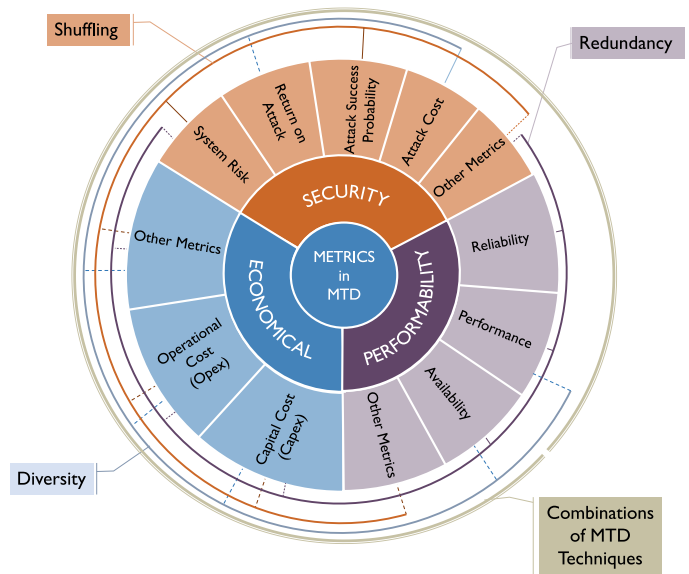 Shuffling
Redundancy
Return on
Attack
Attack Success
Probability
Attack Cost
System Risk
Other Metrics
SECURITY
Other Metrics
Reliability
METRICS
in
MTD
ECONOMICAL
PERFORMABILITY
Operational
Cost
(Opex)
Performance
Availability
Capital Cost
(Capex)
Other Metrics
Diversity
Combinations
of MTD
Techniques